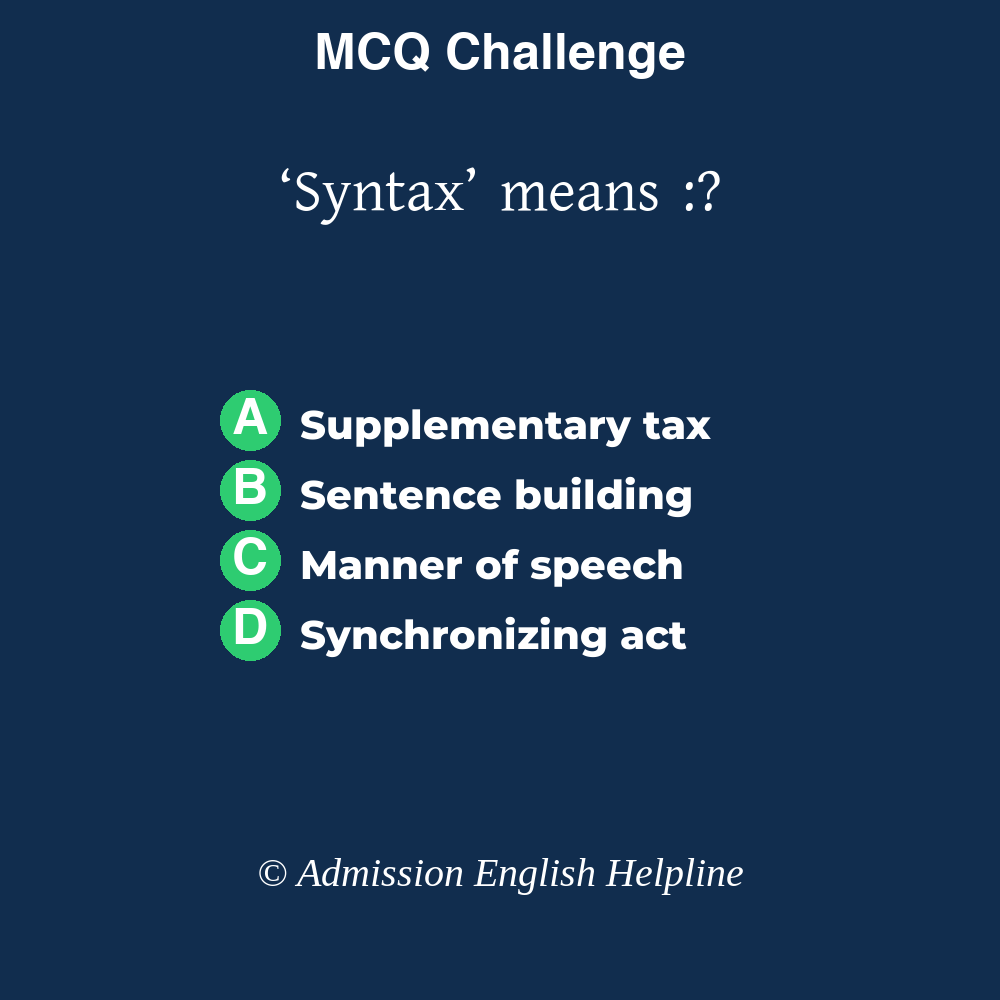 MCQ Challenge
‘Syntax’ means :?
A Supplementary tax
B Sentence building
C Manner of speech
D Synchronizing act
© Admission English Helpline